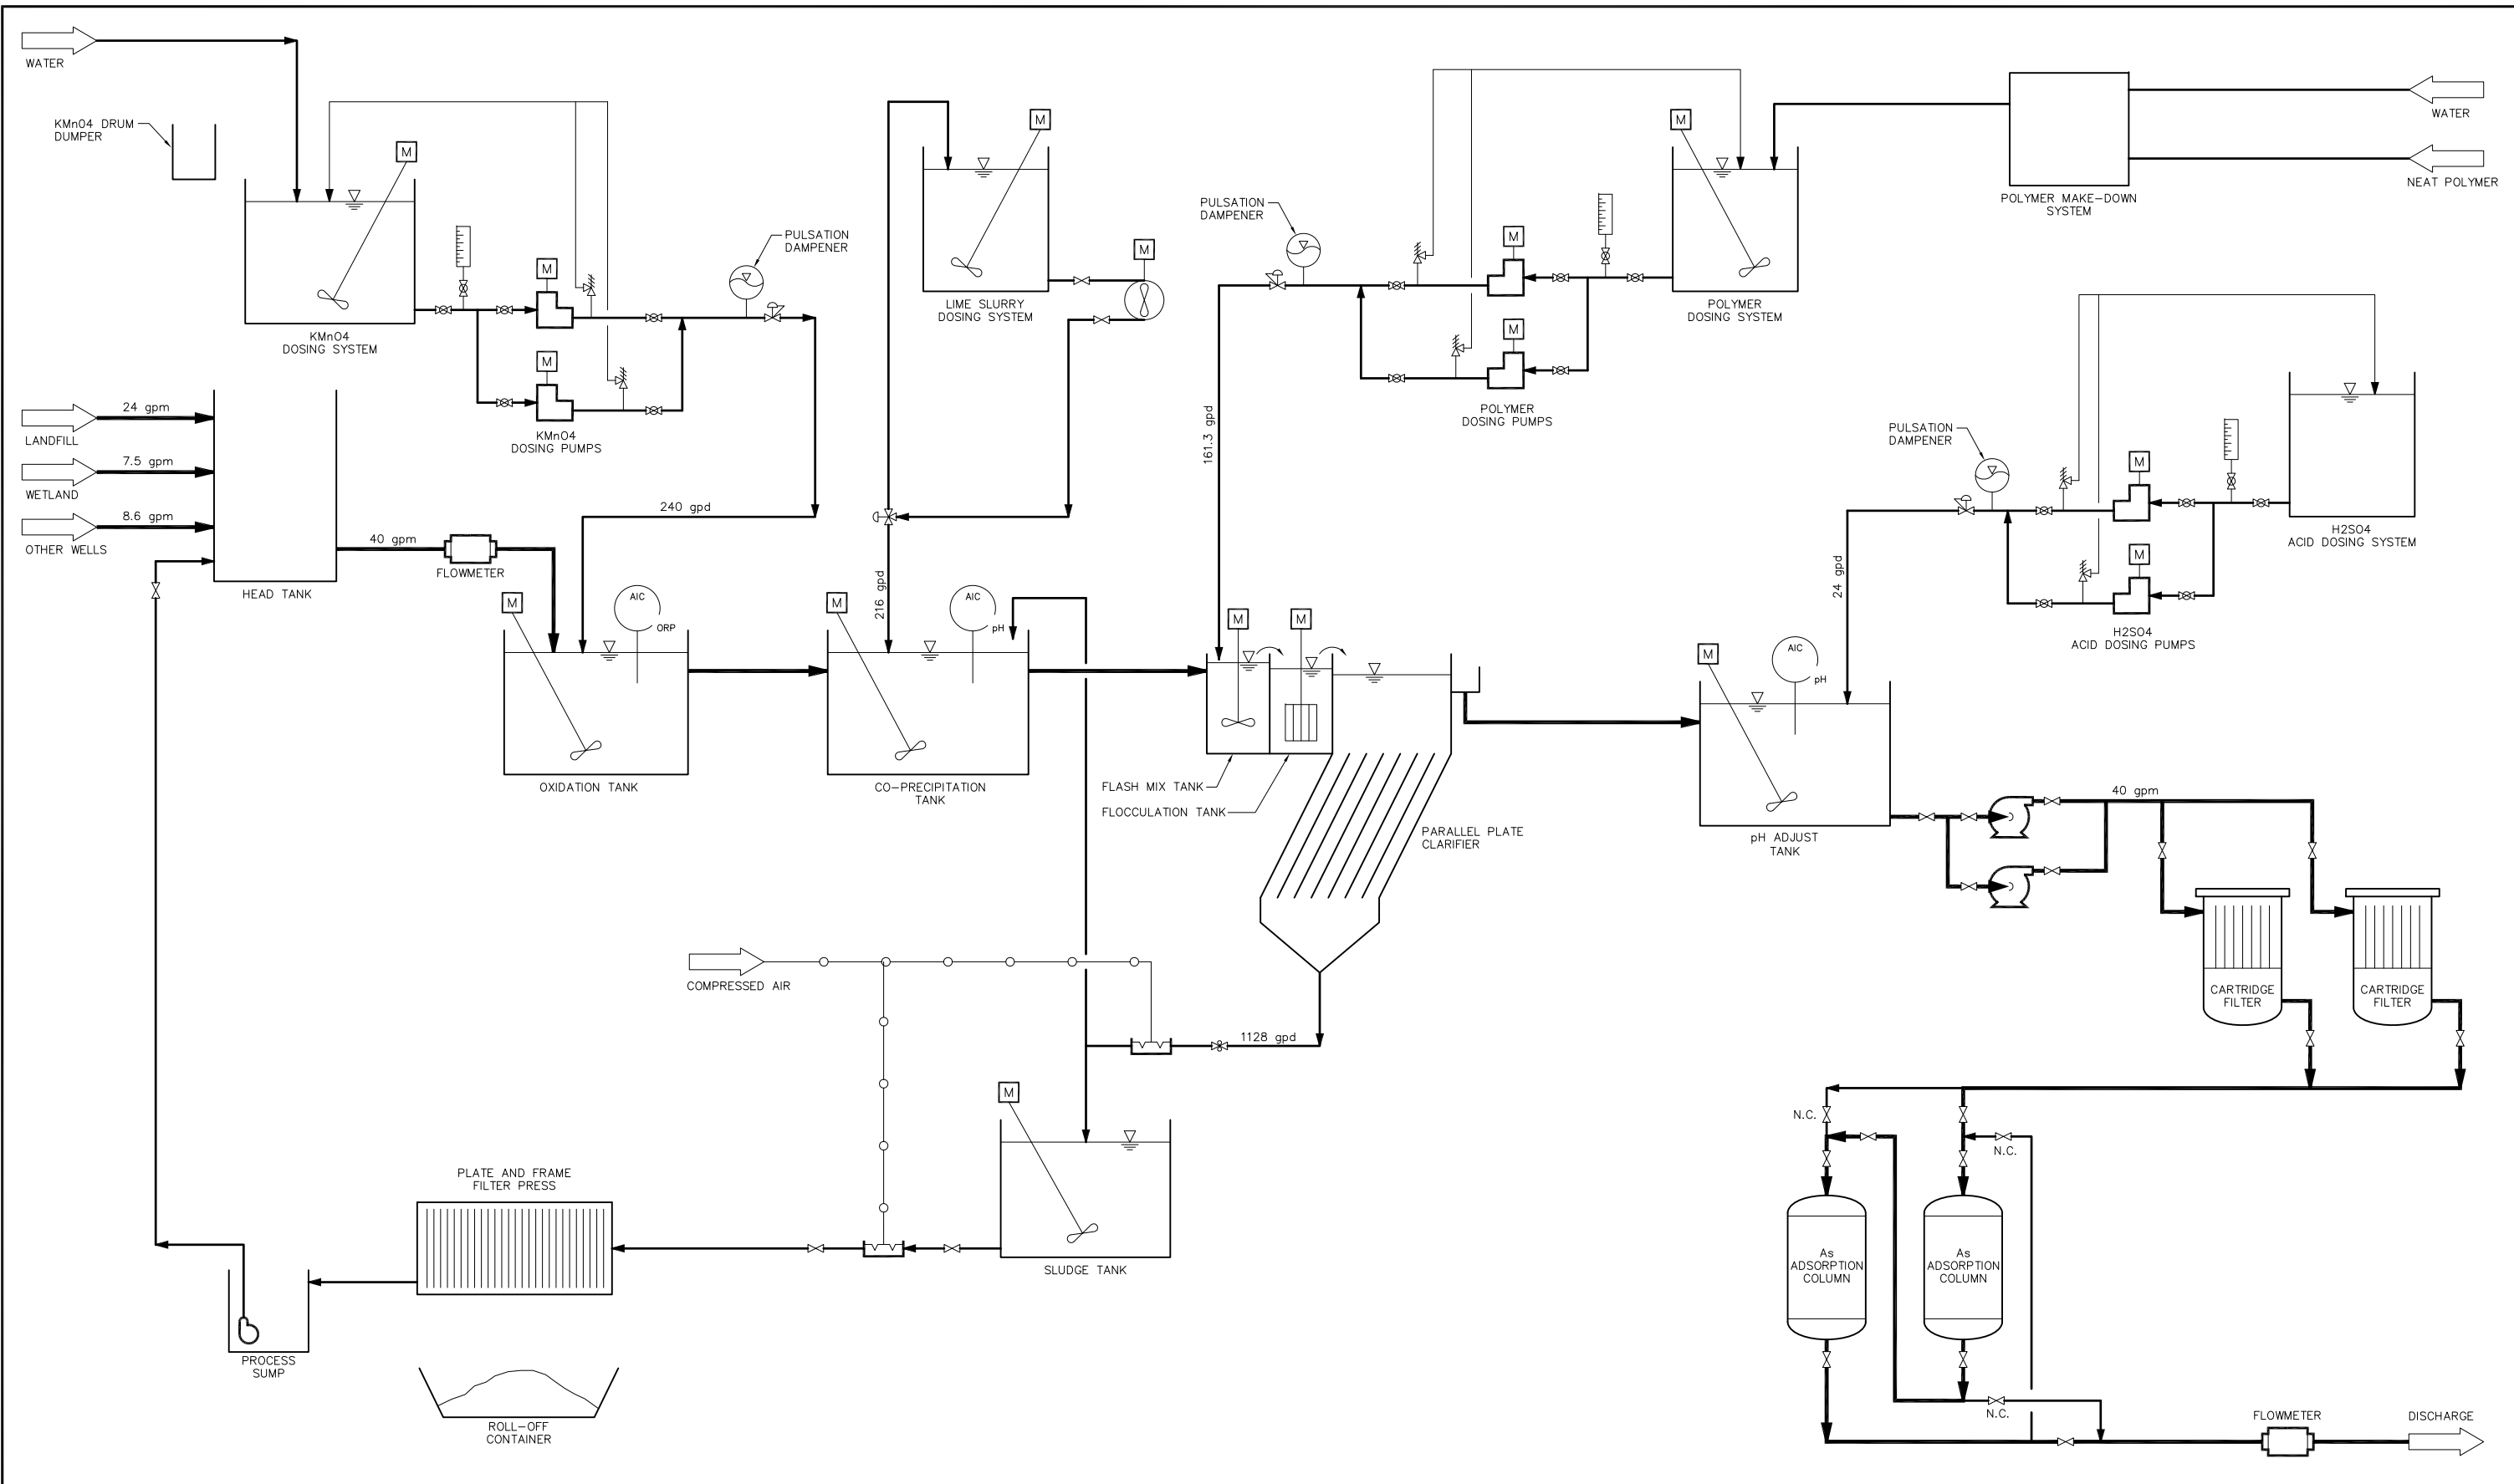 WATER
KMnO4 DRUM
DUMPER
M
KMnO4
DOSING SYSTEM
M
M
KMnO4
DOSING PUMPS
PULSATION
DAMPENER
M
LIME SLURRY
DOSING SYSTEM
M
PULSATION
DAMPENER
M
M
POLYMER
DOSING PUMPS
M
POLYMER
DOSING SYSTEM
POLYMER MAKE-DOWN
SYSTEM
WATER
NEAT POLYMER
24 gpm
LANDFILL
7.5 gpm
WETLAND
8.6 gpm
OTHER WELLS
HEAD TANK
40 gpm
FLOWMETER
240 gpd
216 gpd
161.3 gpd
PULSATION
DAMPENER
M
M
H2SO4
ACID DOSING PUMPS
H2SO4
ACID DOSING SYSTEM
24 gpd
M
AIC
ORP
OXIDATION TANK
M
AIC
pH
CO-PRECIPITATION
TANK
M
M
FLASH MIX TANK
FLOCCULATION TANK
PARALLEL PLATE
CLARIFIER
M
AIC
pH
pH ADJUST
TANK
40 gpm
CARTRIDGE
FILTER
CARTRIDGE
FILTER
COMPRESSED AIR
1128 gpd
M
SLUDGE TANK
PLATE AND FRAME
FILTER PRESS
PROCESS
SUMP
ROLL-OFF
CONTAINER
N.C.
N.C.
As
ADSORPTION
COLUMN
As
ADSORPTION
COLUMN
N.C.
FLOWMETER
DISCHARGE